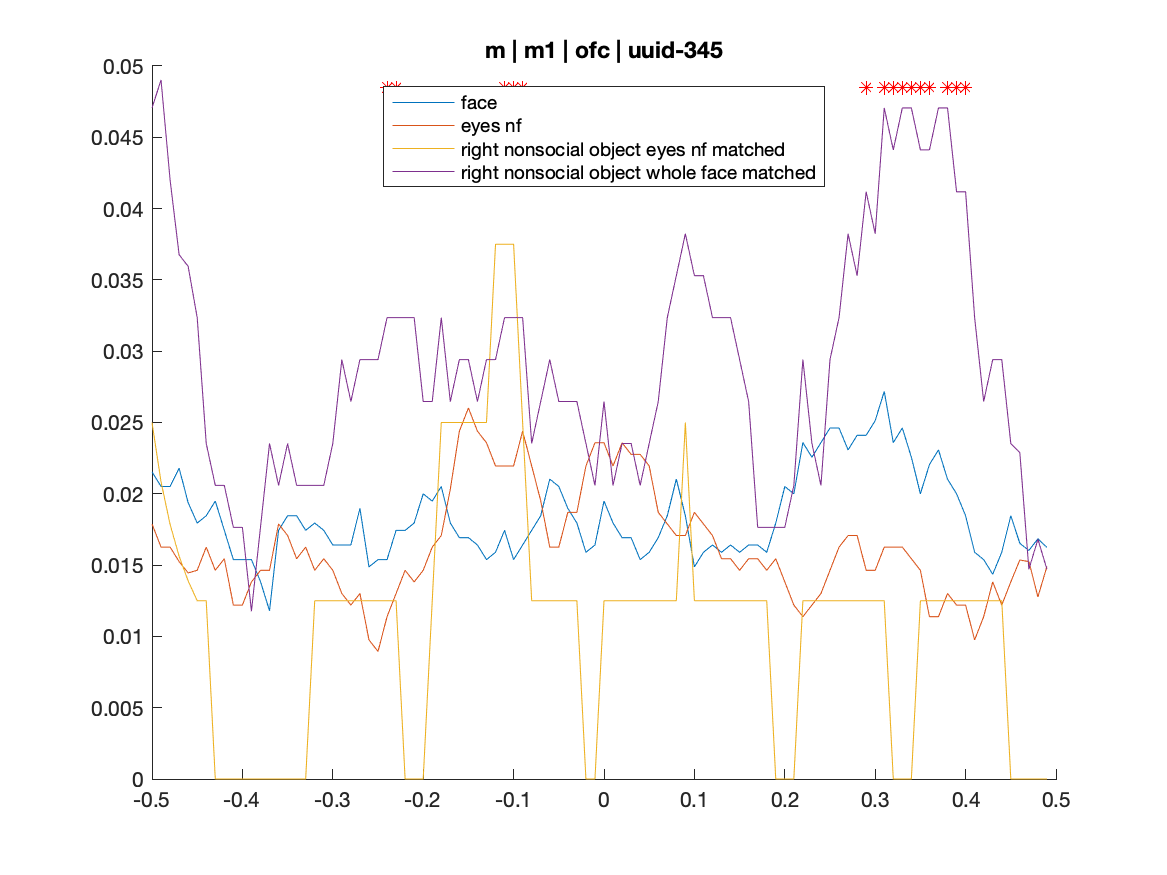 m | m1 | ofc | uuid-345
0.05
0.045
0.04
0.035
0.03
0.025
0.02
0.015
0.01
0.005
0
face
eyes nf
right nonsocial object eyes nf matched
right nonsocial object whole face matched
-0.5 -0.4 -0.3 -0.2 -0.1 0 0.1 0.2 0.3 0.4 0.5